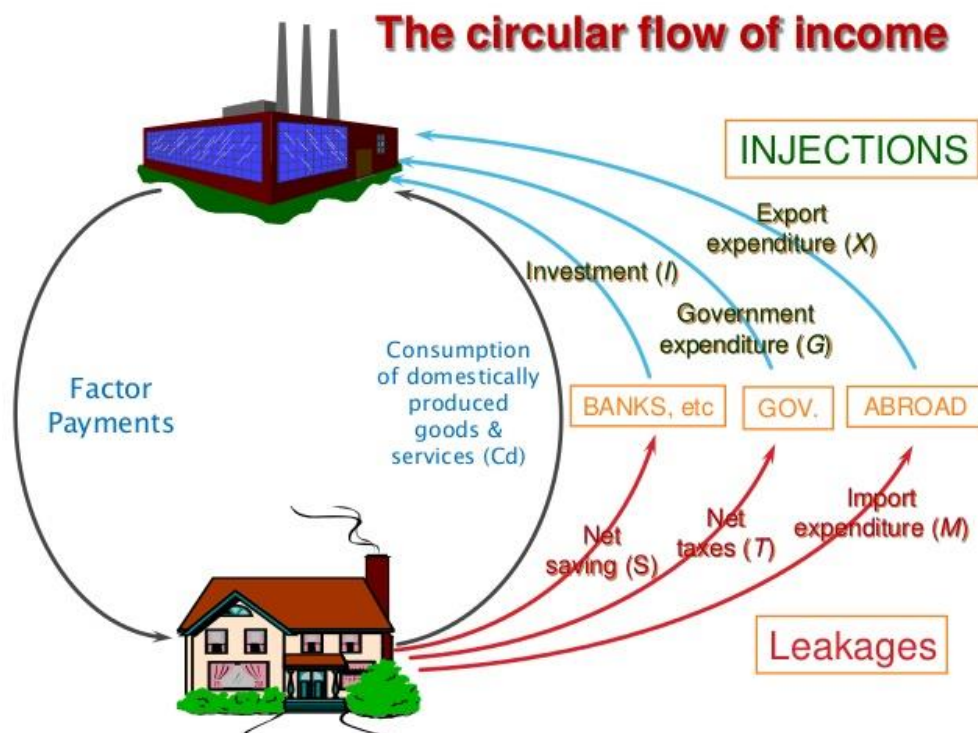 The circular flow of income
INJECTIONS
Export
expenditure (X)
Investment (I)
Government
expenditure (G)
Factor
Payments
Consumption
of domestically
produced
goods &
services (Cd)
BANKS, etc
GOV.
ABROAD
Net
saving (S)
Net
taxes (T)
Import
expenditure (M)
Leakages